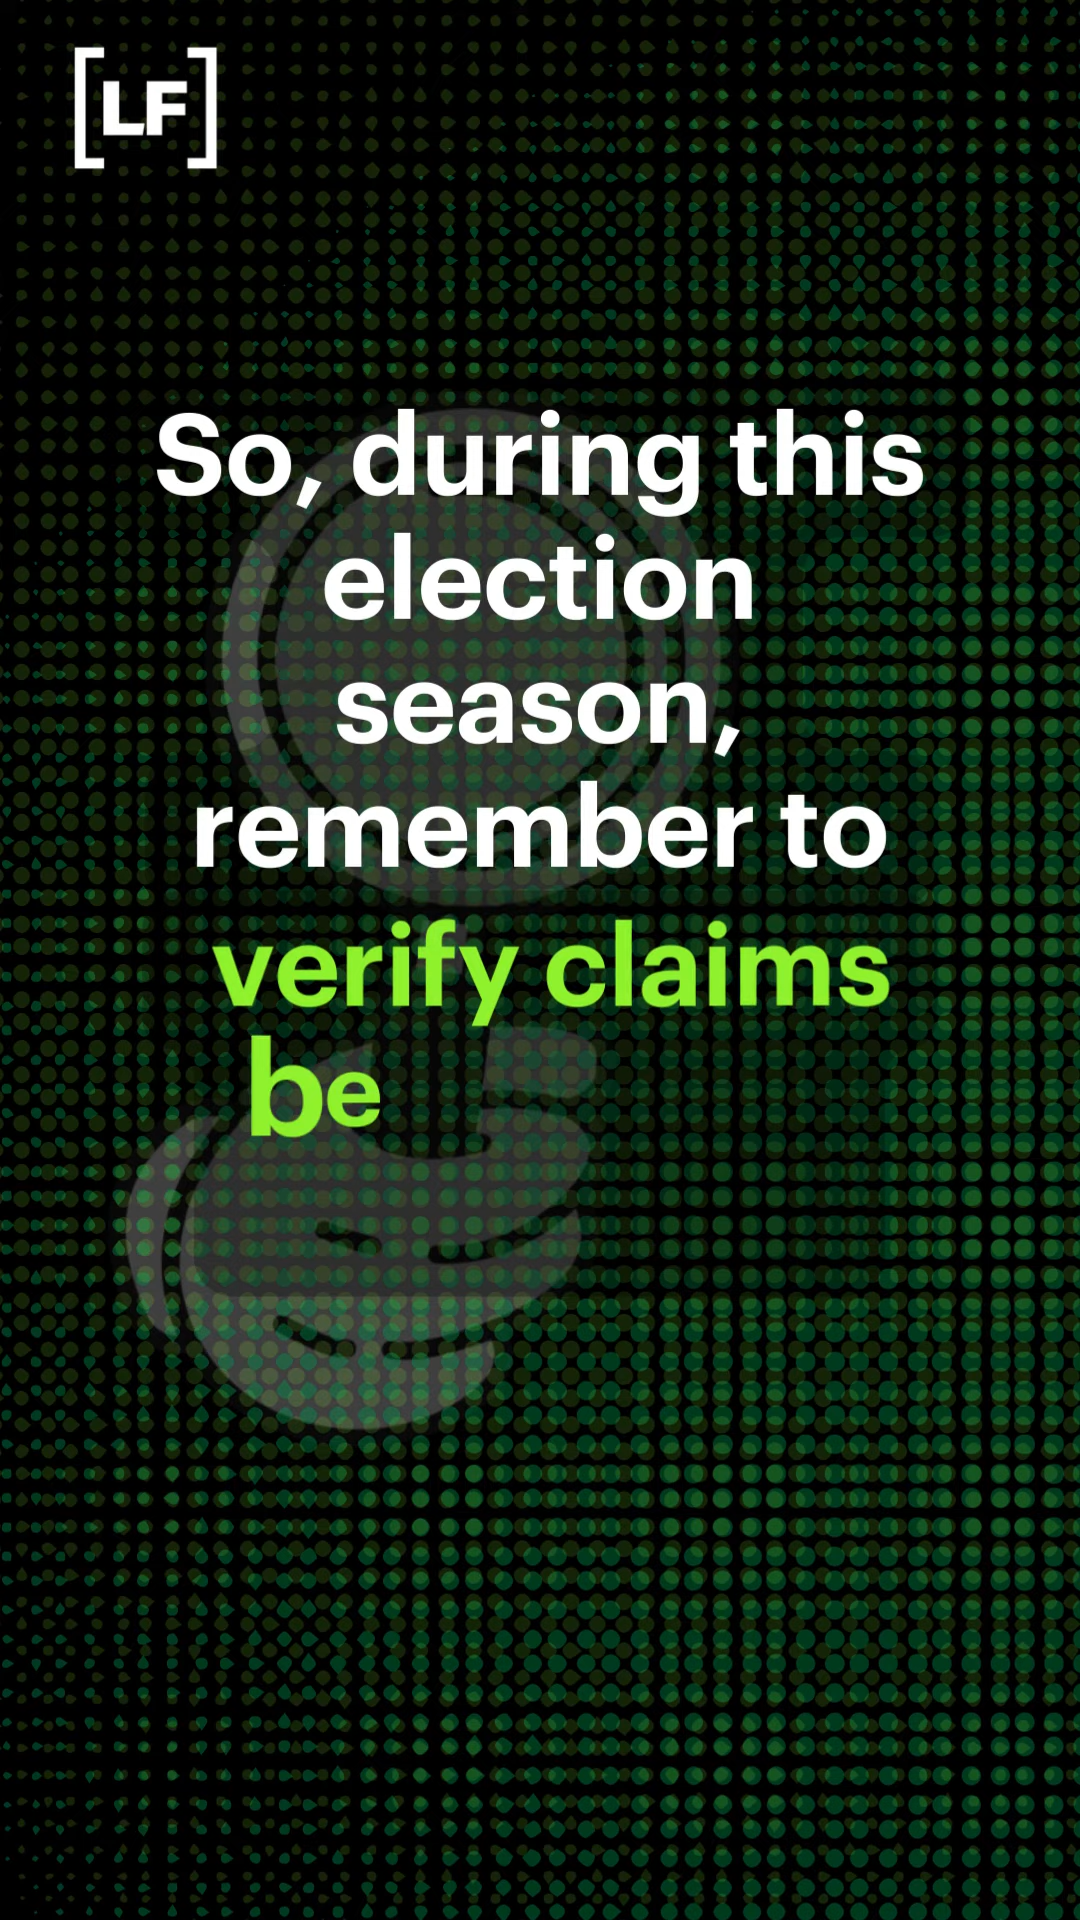 [LF]
So, during this
election
season,
remember to
verify claims
be